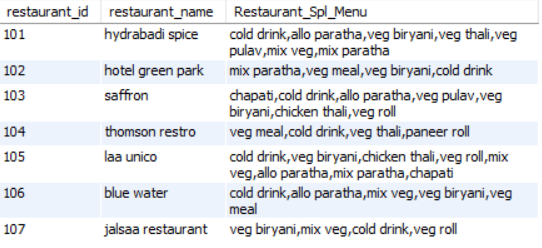 restaurant_id restaurant_name Restaurant_Spl_Menu
101 hydrabadi spice cold drink,allo paratha,veg biryani,veg thali,veg
pulav,mix veg,mix paratha
102 hotel green park mix paratha,veg meal,veg biryani,cold drink
103 saffron chapati,cold drink,allo paratha,veg pulav,veg
biryani,chicken thali,veg roll
104 thomson restro veg meal,cold drink,veg thali,paneer roll
105 laa unico cold drink,veg biryani,chicken thali,veg roll,mix
veg,allo paratha,mix paratha,chapati
106 blue water cold drink,allo paratha,mix veg,veg biryani,veg
meal
107 jalsaa restaurant veg biryani,mix veg,cold drink,veg roll